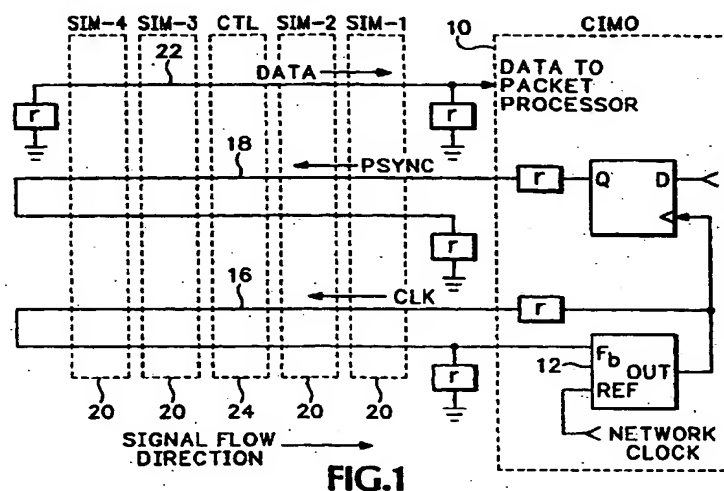 SIM-4 SIM-3 CTL SIM-2 SIM-1 10 CIMO
22
DATA
DATA TO
PACKET
PROCESSOR
r
r
18
PSYNC
r
Q D
r
16
CLK
r
12
Fb
OUT
REF
r
20 20 24 20 20
NETWORK
CLOCK
SIGNAL FLOW
DIRECTION
FIG.1